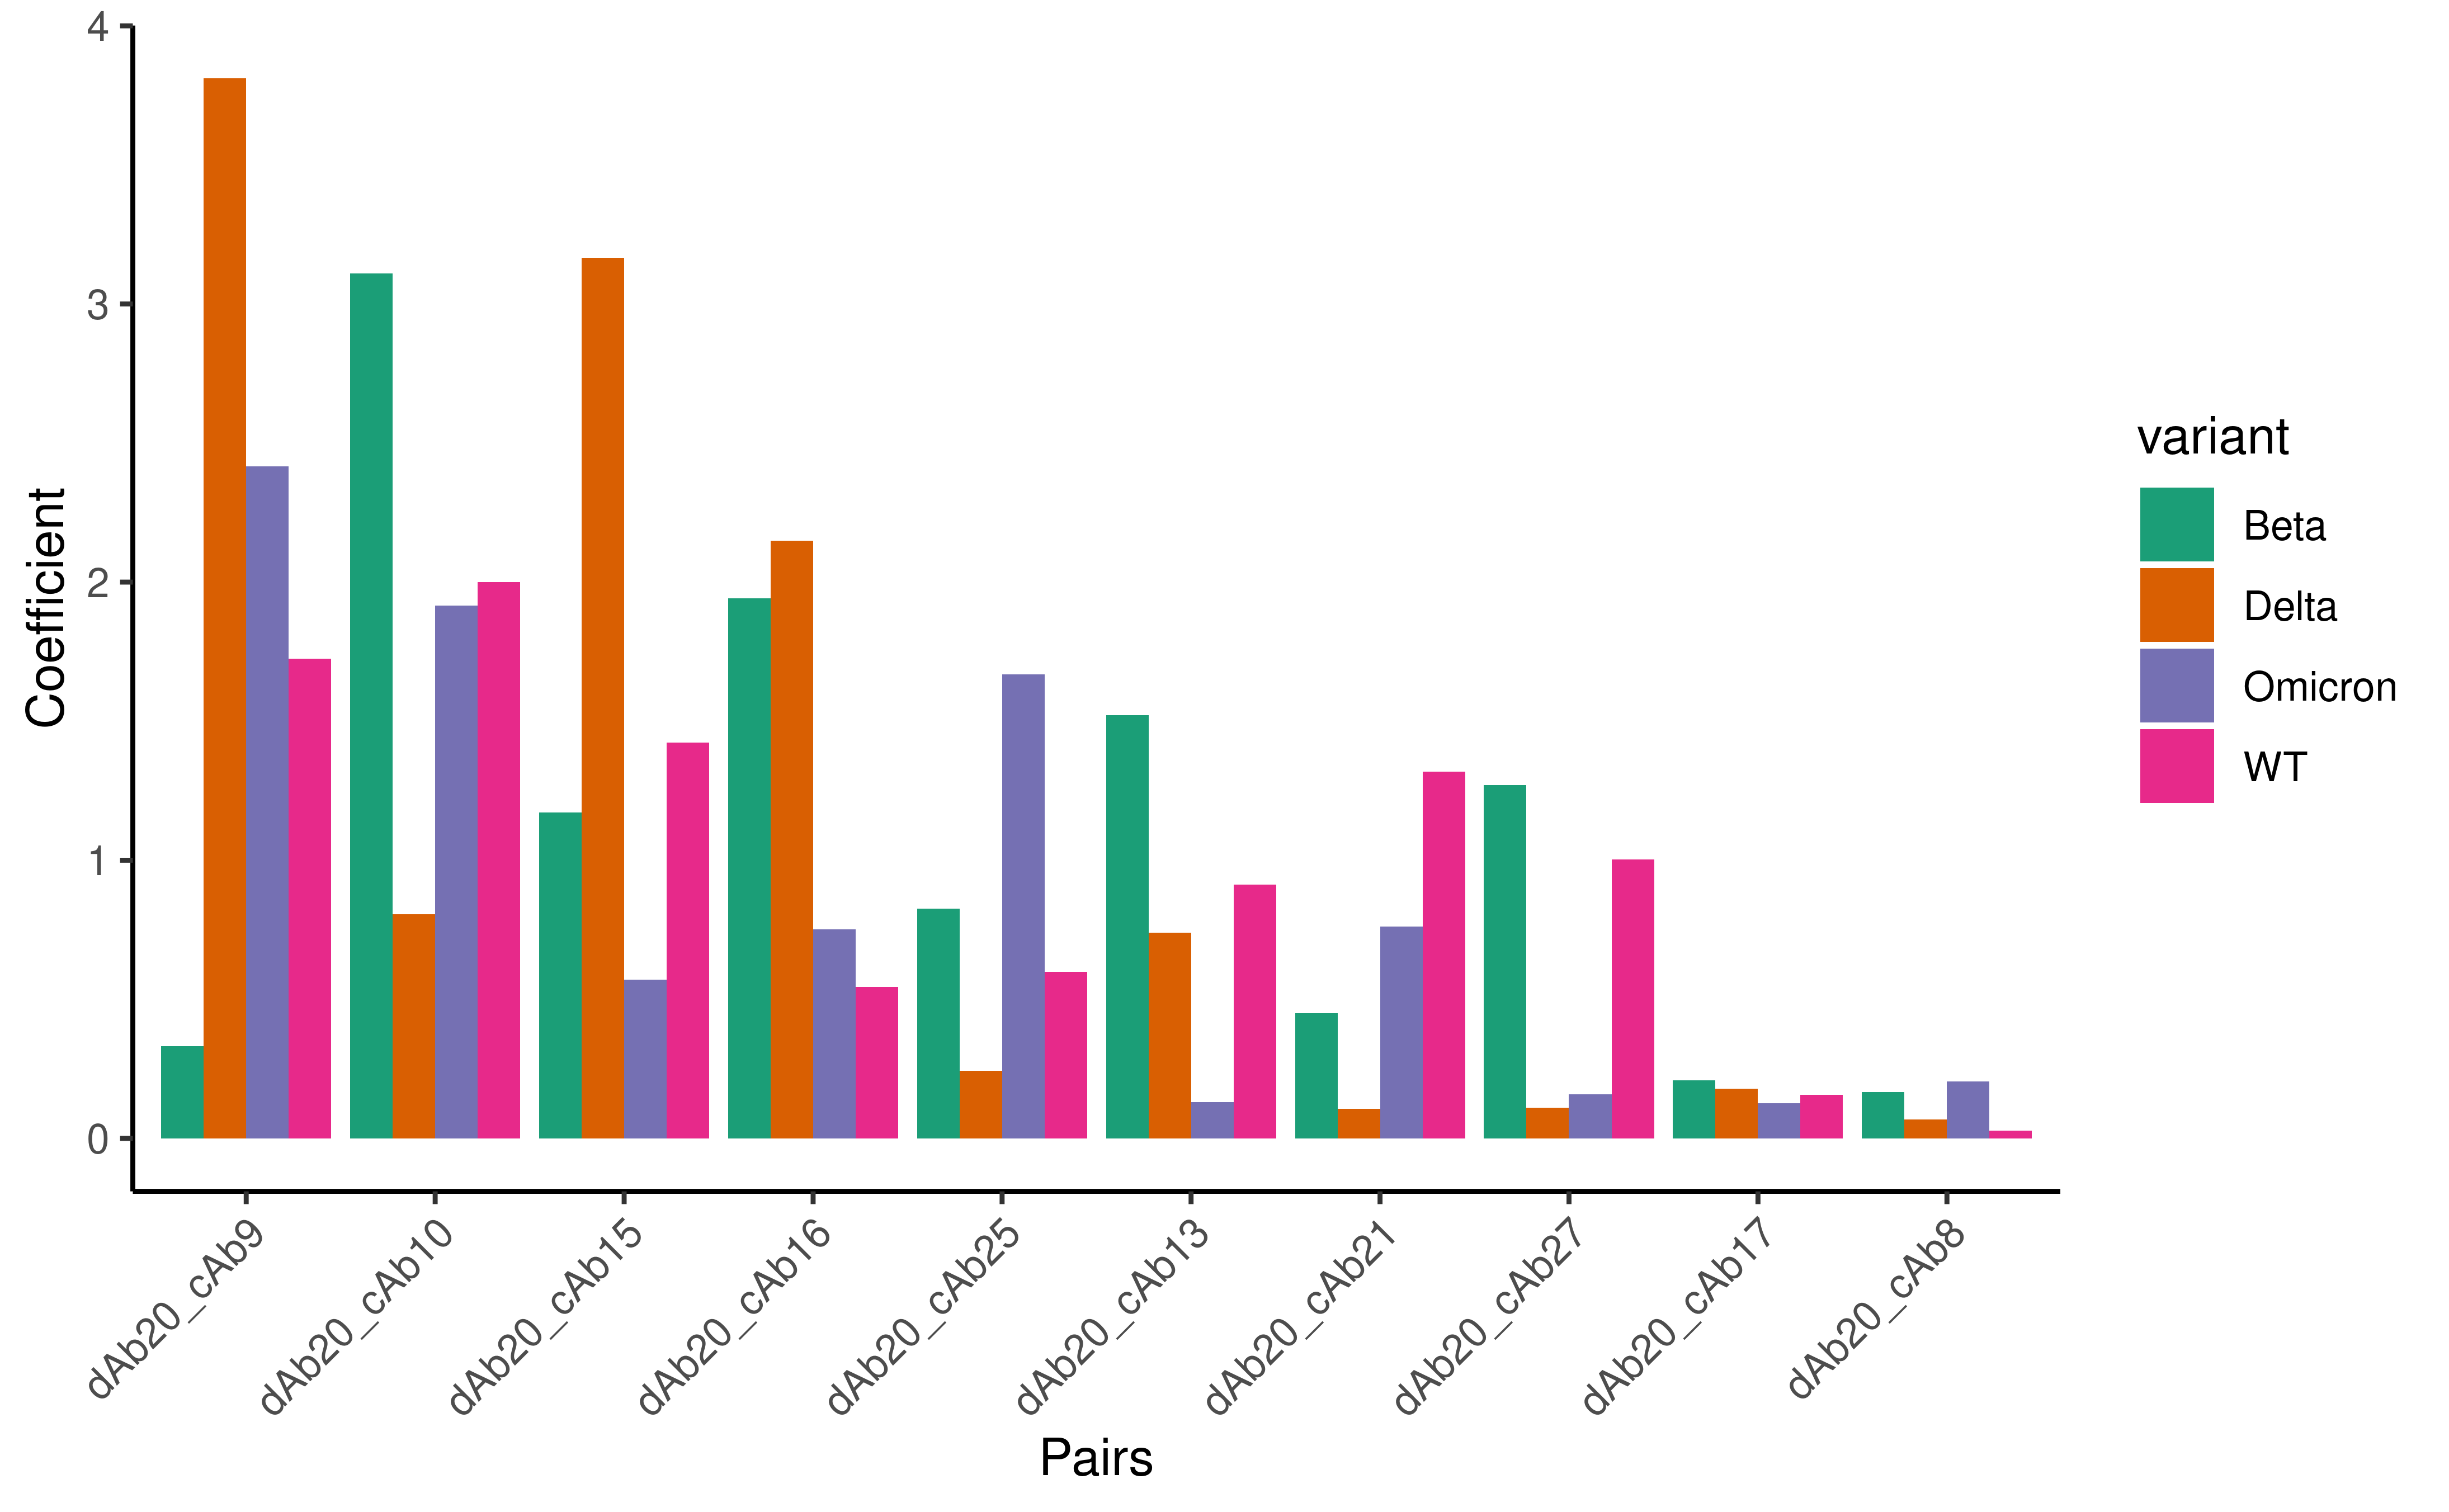 4
3
2
1
0
Coefficient
dAb20_cAb9
dAb20_cAb10
dAb20_cAb15
dAb20_cAb16
dAb20_cAb25
dAb20_cAb13
dAb20_cAb21
dAb20_cAb27
dAb20_cAb17
dAb20_cAb8
Pairs
variant
Beta
Delta
Omicron
WT